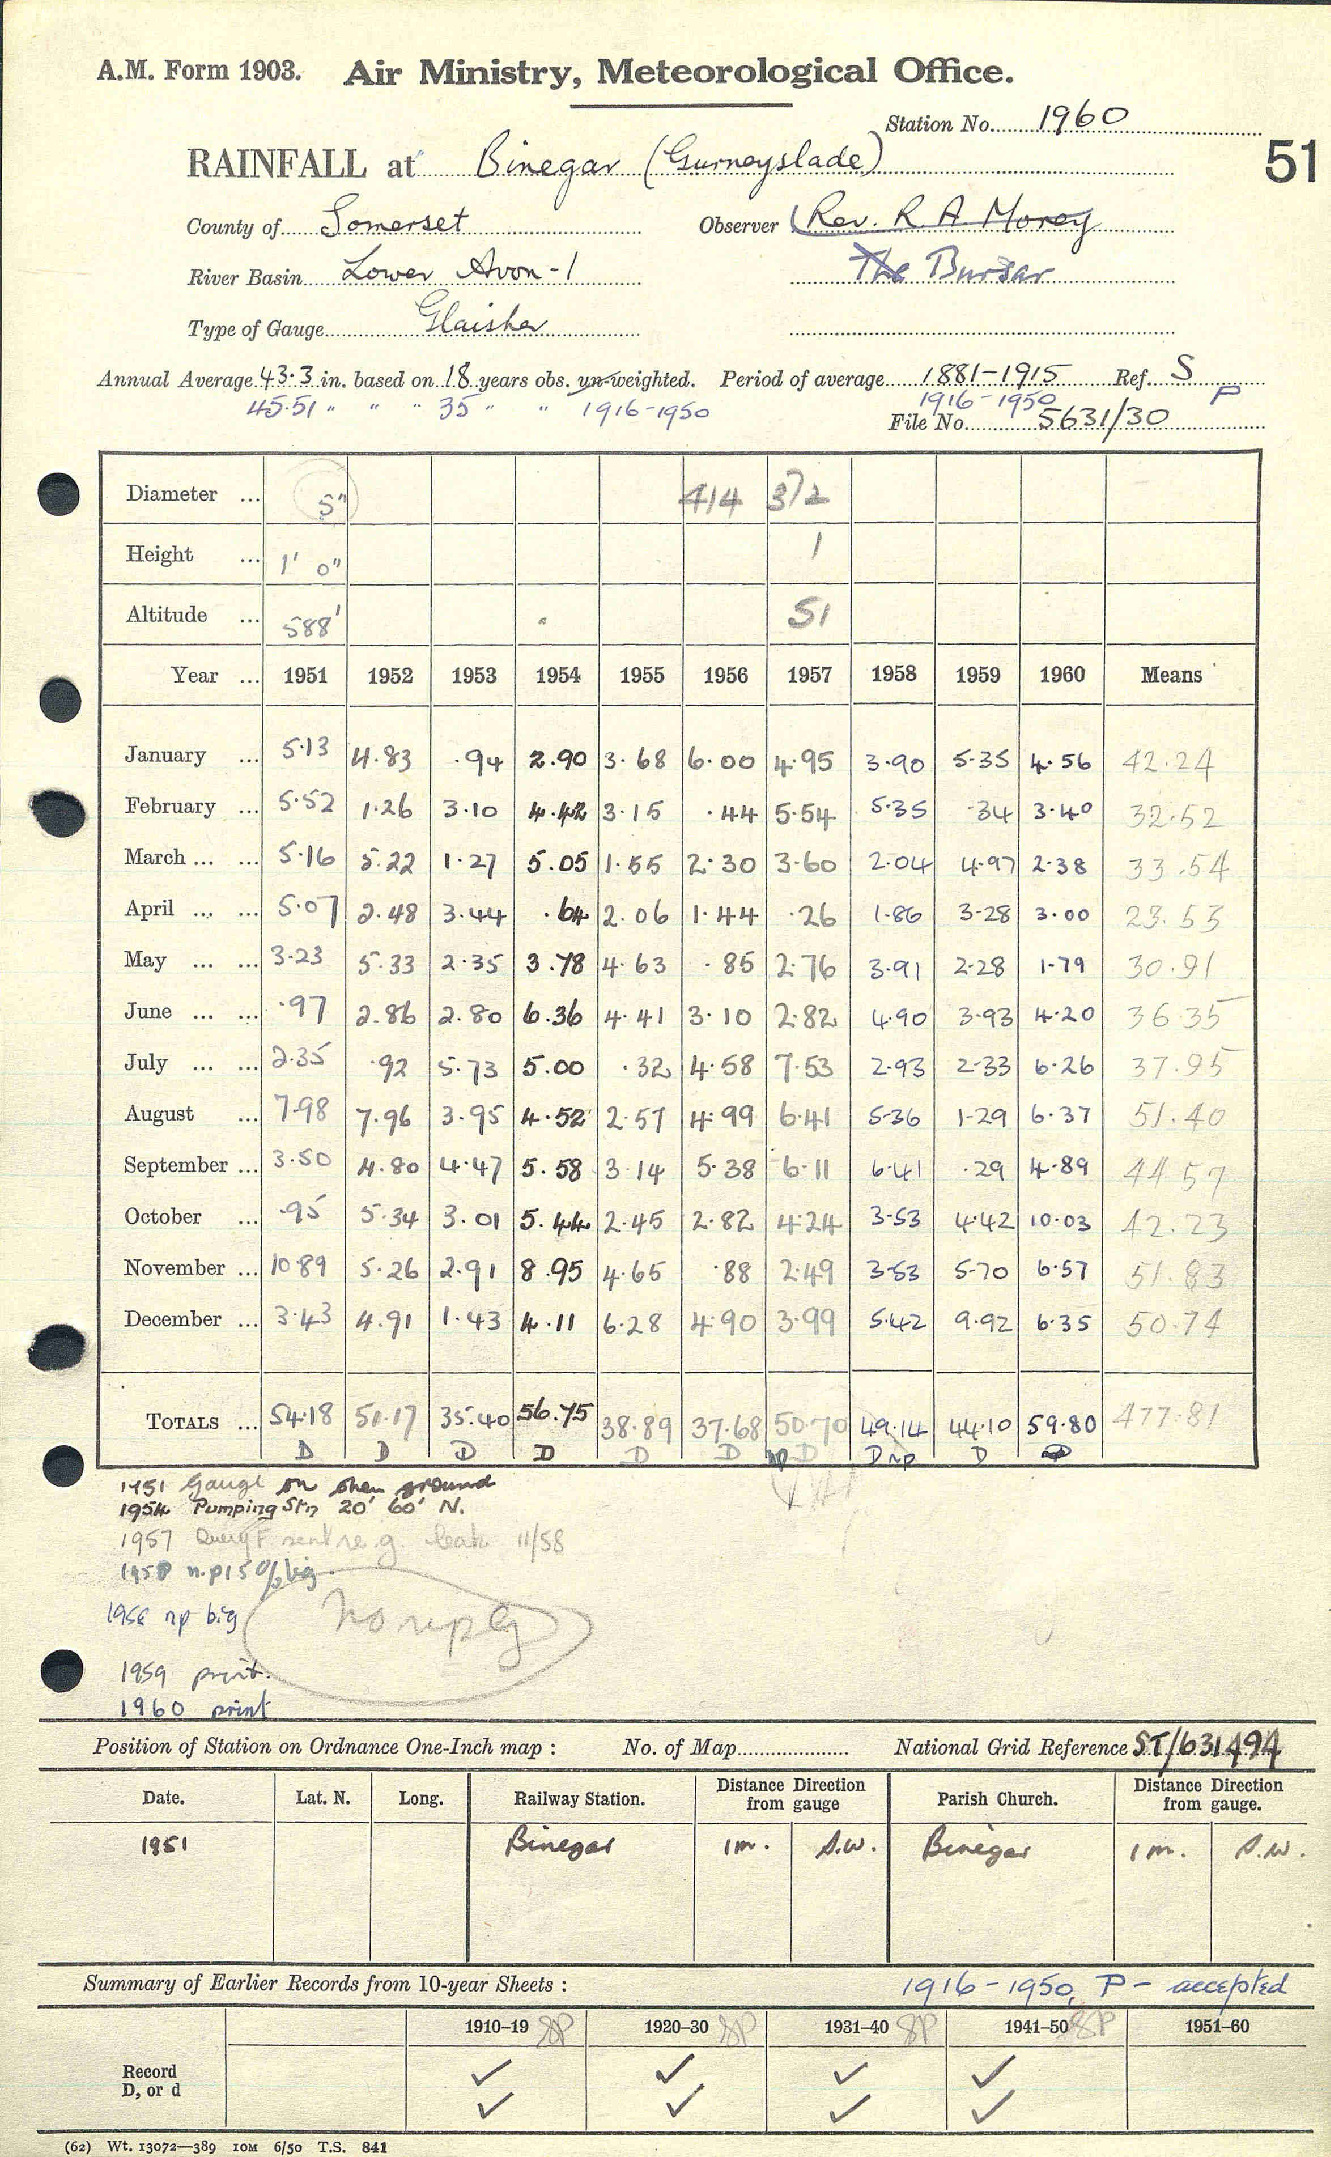 A.M. Form 1903. Air Ministry, Meteorological Office.
Station No. 1960
51
RAINFALL at Binegar (Gurneyslade)
County of Somerset Observer Rev. R A Morey
River Basin Lower Avon-1 The Bursar
Type of Gauge Glaisher
Annual Average 43.3 in. based on 18 years obs. un-weighted. Period of average 1881-1915 Ref. S
45.51 " " " 35 " " 1916-1950 1916-1950 P
File No. 5631/30
Diameter ... 5" 414 372
Height ... 1' 0" 1
Altitude ... 588' 51
Year ... 1951 1952 1953 1954 1955 1956 1957 1958 1959 1960 Means
January ... 5.13 4.83 .94 2.90 3.68 6.00 4.95 3.90 5.35 4.56 42.24
February ... 5.52 1.26 3.10 4.42 3.15 .44 5.54 5.35 .34 3.40 32.52
March ... ... 5.16 5.22 1.27 5.05 1.55 2.30 3.60 2.04 4.97 2.38 33.54
April ... ... 5.07 2.48 3.44 .64 2.06 1.44 .26 1.86 3.28 3.00 23.53
May ... ... 3.23 5.33 2.35 3.78 4.63 .85 2.76 3.91 2.28 1.79 30.91
June ... ... .97 2.86 2.80 6.36 4.41 3.10 2.82 4.90 3.93 4.20 36.35
July ... ... 2.35 .92 5.73 5.00 .32 4.58 7.53 2.93 2.33 6.26 37.95
August ... 7.98 7.96 3.95 4.52 2.57 4.99 6.41 5.36 1.29 6.37 51.40
September ... 3.50 4.80 4.47 5.58 3.14 5.38 6.11 6.41 .29 4.89 44.57
October ... .95 5.34 3.01 5.44 2.45 2.82 4.24 3.53 4.42 10.03 42.23
November ... 10.89 5.26 2.91 8.95 4.65 .88 2.49 3.53 5.70 6.57 51.83
December ... 3.43 4.91 1.43 4.11 6.28 4.90 3.99 5.42 9.92 6.35 50.74
TOTALS ... 54.18 51.17 35.40 56.75 38.89 37.68 50.70 49.14 44.10 59.80 477.81
D D D D D D np D D np D D
1951 Gauge on open ground
1954 Pumping Stn 20' 60' N.
1957 Query F sent re g. leak 11/58
n.p 15% big
np big
No reply
1959 print.
1960 print
Position of Station on Ordnance One-Inch map : No. of Map National Grid Reference ST/631494
Date. Lat. N. Long. Railway Station. Distance Direction from gauge Parish Church. Distance Direction from gauge.
1951 Binegar 1 m. S.W. Binegar 1 m. S.W.
Summary of Earlier Records from 10-year Sheets : 1916-1950, P - accepted
1910–19 SP 1920–30 SP 1931–40 SP 1941–50 SP 1951–60
Record ✓ ✓ ✓ ✓
D, or d ✓ ✓ ✓ ✓
(62) Wt. 13072—389 10M 6/50 T.S. 841